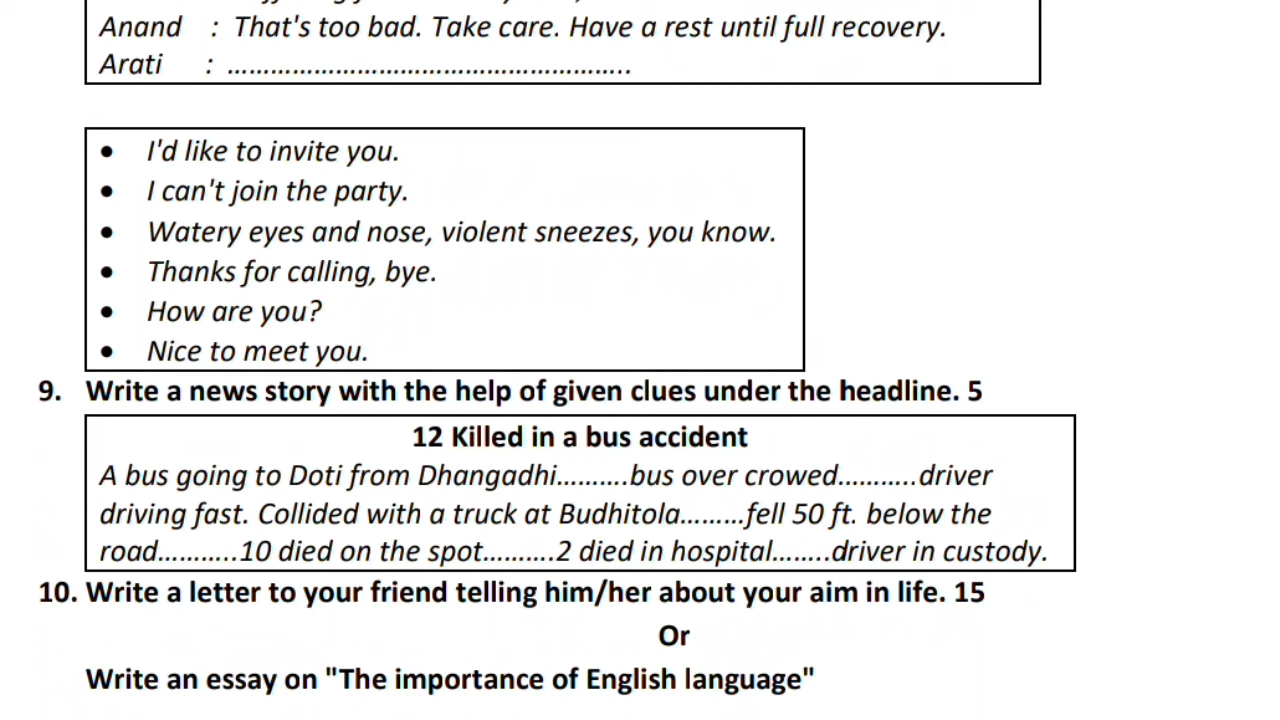 Anand : That's too bad. Take care. Have a rest until full recovery.
Arati : ........................................................
• I'd like to invite you.
• I can't join the party.
• Watery eyes and nose, violent sneezes, you know.
• Thanks for calling, bye.
• How are you?
• Nice to meet you.
9. Write a news story with the help of given clues under the headline. 5
12 Killed in a bus accident
A bus going to Doti from Dhangadhi..........bus over crowed...........driver
driving fast. Collided with a truck at Budhitola.........fell 50 ft. below the
road...........10 died on the spot..........2 died in hospital........driver in custody.
10. Write a letter to your friend telling him/her about your aim in life. 15
Or
Write an essay on "The importance of English language"